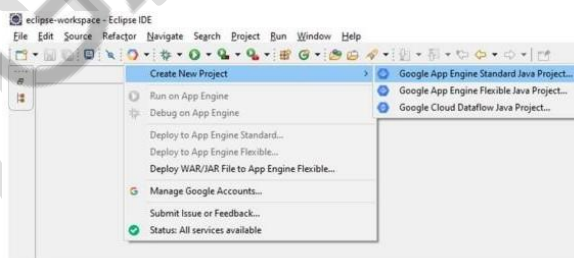 eclipse-workspace - Eclipse IDE
File Edit Source Refactor Navigate Search Project Run Window Help
Create New Project
Google App Engine Standard Java Project...
Google App Engine Flexible Java Project...
Google Cloud Dataflow Java Project...
Run on App Engine
Debug on App Engine
Deploy to App Engine Standard...
Deploy to App Engine Flexible...
Deploy WAR/JAR File to App Engine Flexible...
Manage Google Accounts...
Submit Issue or Feedback...
Status: All services available